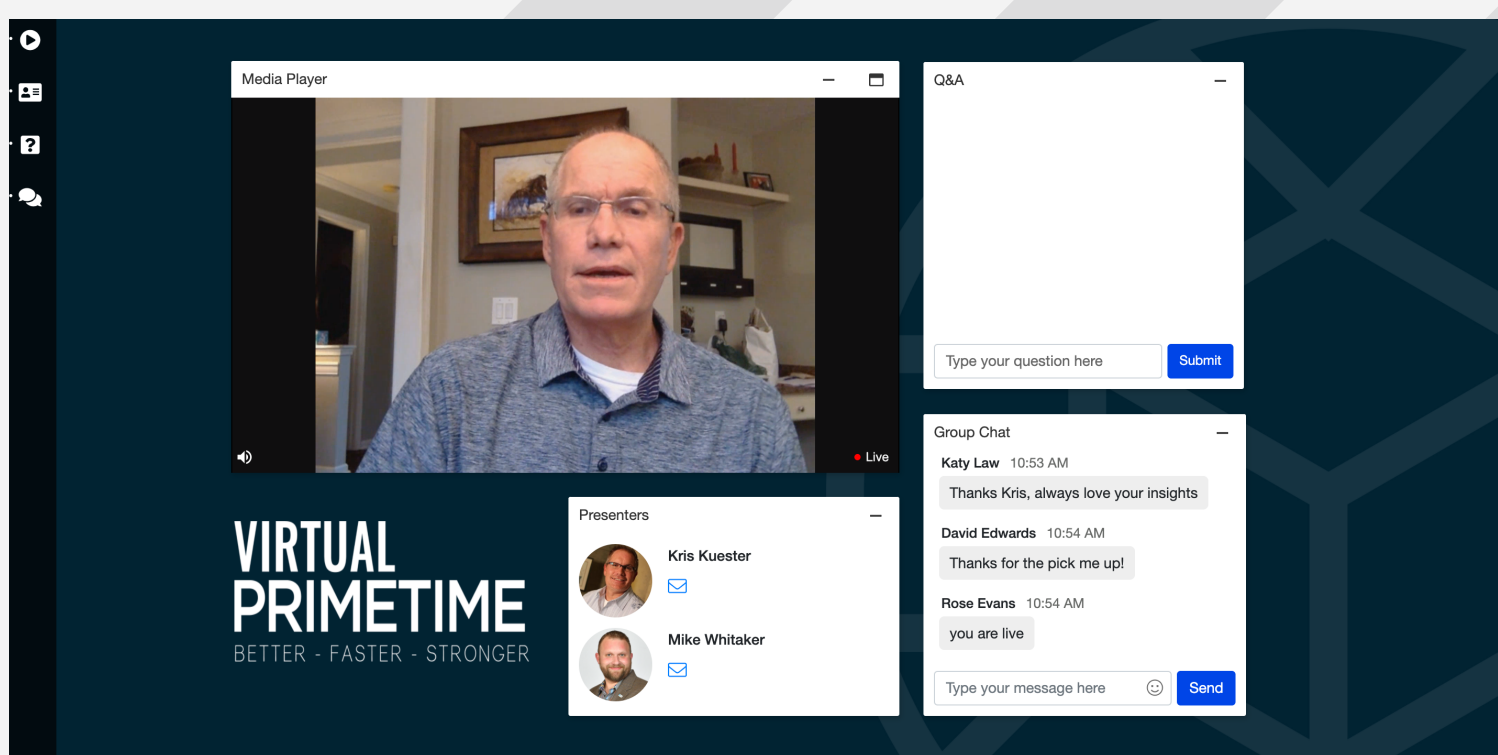 Media Player
Live
VIRTUAL
PRIMETIME
BETTER - FASTER - STRONGER
Presenters
Kris Kuester
Mike Whitaker
Q&A
Type your question here
Submit
Group Chat
Katy Law 10:53 AM
Thanks Kris, always love your insights
David Edwards 10:54 AM
Thanks for the pick me up!
Rose Evans 10:54 AM
you are live
Type your message here
Send